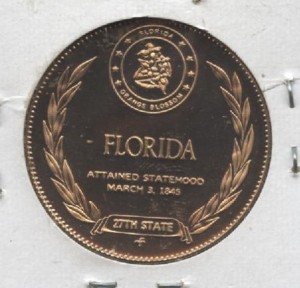 FLORIDA
ORANGE BLOSSOM
FLORIDA
ATTAINED STATEHOOD
MARCH 3, 1845
27TH STATE